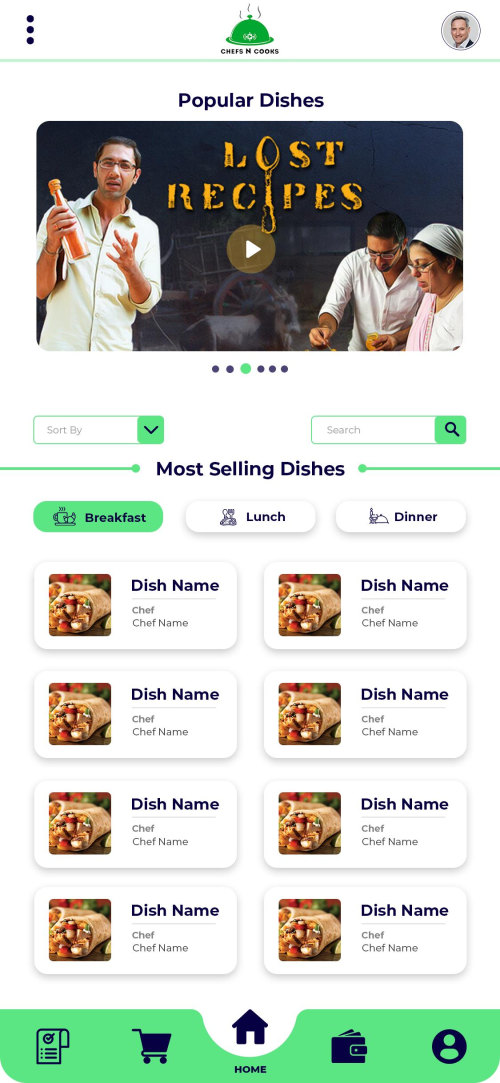 CHEFS N COOKS
Popular Dishes
LOST
RECIPES
Sort By
Search
Most Selling Dishes
Breakfast
Lunch
Dinner
Dish Name
Chef
Chef Name
Dish Name
Chef
Chef Name
Dish Name
Chef
Chef Name
Dish Name
Chef
Chef Name
Dish Name
Chef
Chef Name
Dish Name
Chef
Chef Name
Dish Name
Chef
Chef Name
Dish Name
Chef
Chef Name
HOME